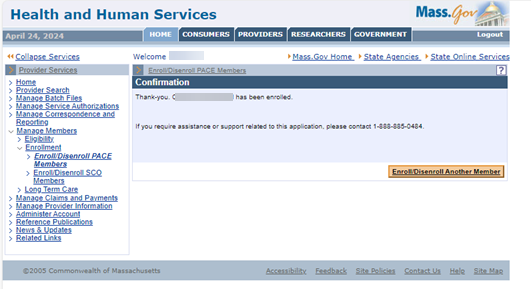 Health and Human Services
Mass.Gov
April 24, 2024
HOME CONSUMERS PROVIDERS RESEARCHERS GOVERNMENT Logout
Collapse Services
Welcome
Mass.Gov Home State Agencies State Online Services
Provider Services
Home
Provider Search
Manage Batch Files
Manage Service Authorizations
Manage Correspondence and
Reporting
Manage Members
Eligibility
Enrollment
Enroll/Disenroll PACE
Members
Enroll/Disenroll SCO
Members
Long Term Care
Manage Claims and Payments
Manage Provider Information
Administer Account
Reference Publications
News & Updates
Related Links
Enroll/Disenroll PACE Members ?
Confirmation
Thank-you. has been enrolled.
If you require assistance or support related to this application, please contact 1-888-885-0484.
Enroll/Disenroll Another Member
©2005 Commonwealth of Massachusetts
Accessibility Feedback Site Policies Contact Us Help Site Map